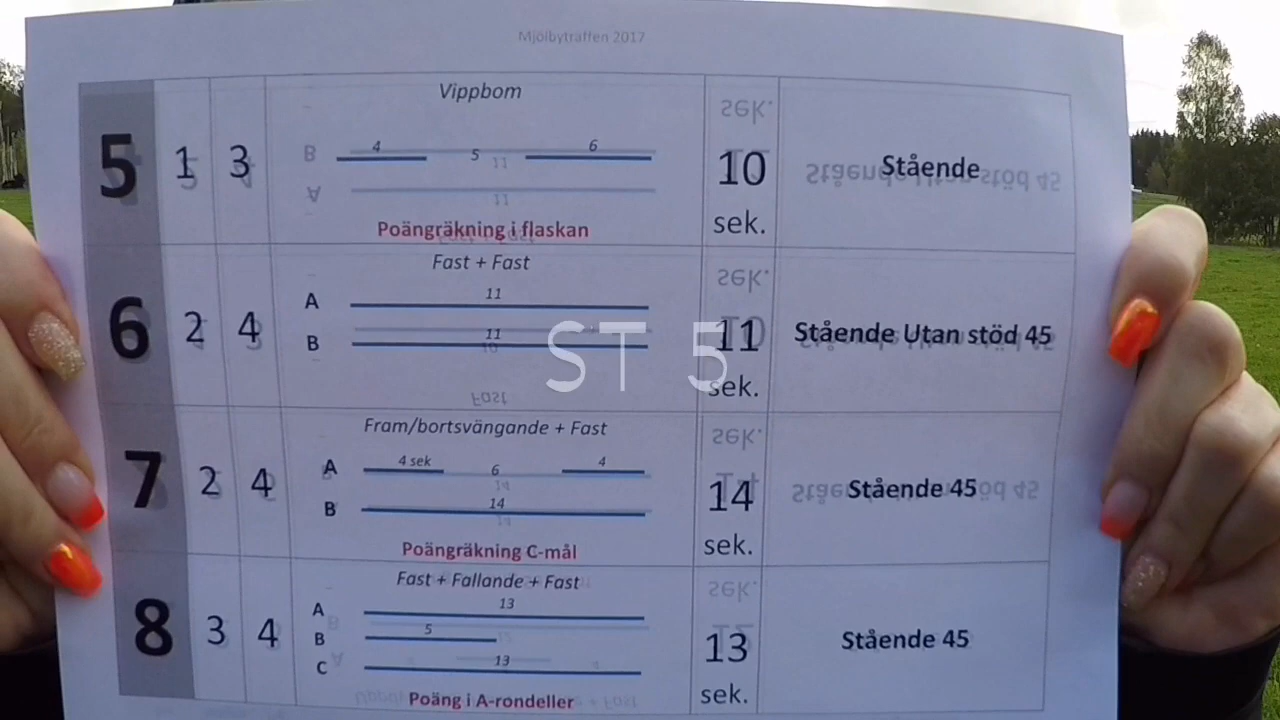 Mjölbyträffen 2017
5 1 3 Vippbom 10 sek. Stående
4 5 6
Poängräkning i flaskan
6 2 4 Fast + Fast 11 sek. Stående Utan stöd 45
A 11
B 11
ST 5
7 2 4 Fram/bortsvängande + Fast 14 sek. Stående 45
A 4 sek 6 4
B 14
Poängräkning C-mål
8 3 4 Fast + Fallande + Fast 13 sek. Stående 45
A 13
B 5
C 13
Poäng i A-rondeller